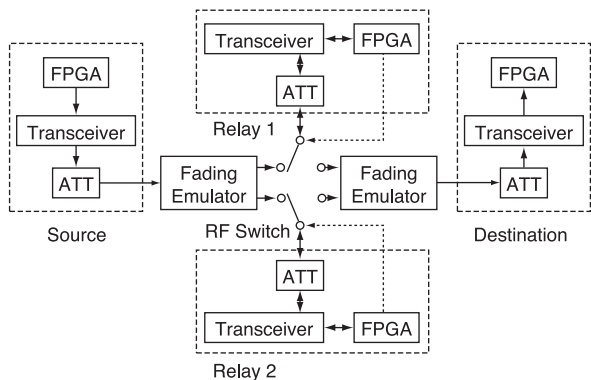 FPGA
Transceiver
ATT
Source
Transceiver
FPGA
ATT
Relay 1
Fading
Emulator
Fading
Emulator
RF Switch
ATT
Transceiver
FPGA
Relay 2
FPGA
Transceiver
ATT
Destination